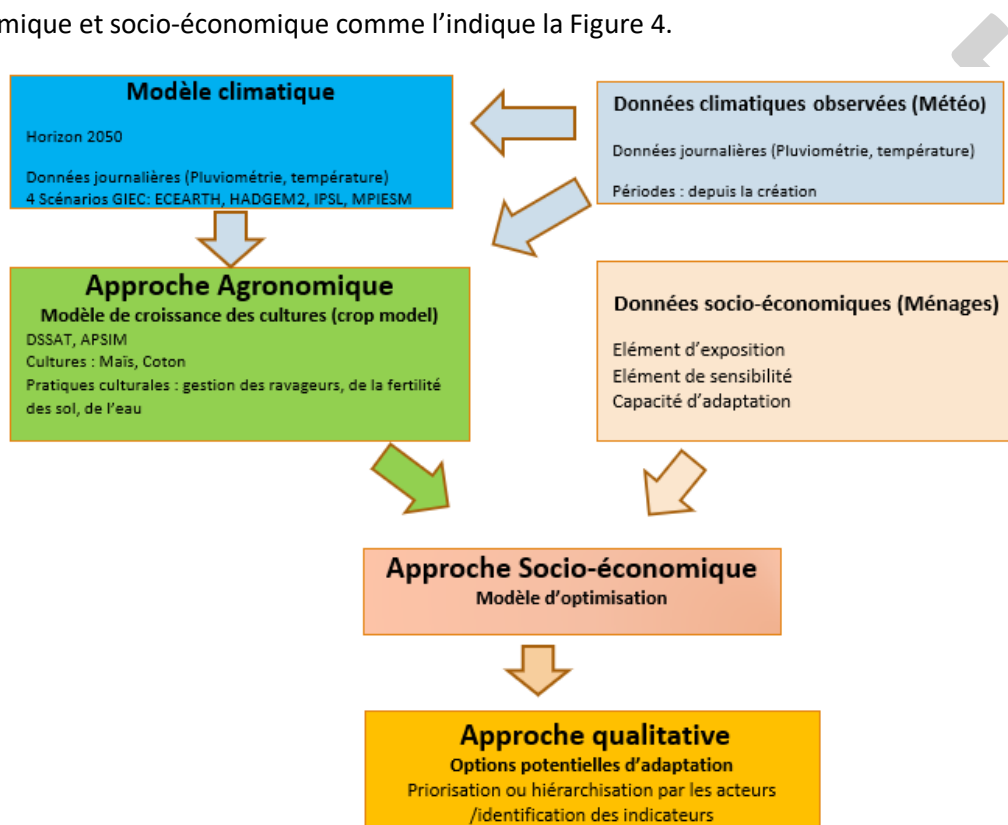 mique et socio-économique comme l’indique la Figure 4.
Modèle climatique
Horizon 2050
Données journalières (Pluviométrie, température)
4 Scénarios GIEC: ECEARTH, HADGEM2, IPSL, MPIESM
Données climatiques observées (Météo)
Données journalières (Pluviométrie, température)
Périodes : depuis la création
Approche Agronomique
Modèle de croissance des cultures (crop model)
DSSAT, APSIM
Cultures : Maïs, Coton
Pratiques culturales : gestion des ravageurs, de la fertilité
des sol, de l’eau
Données socio-économiques (Ménages)
Elément d’exposition
Elément de sensibilité
Capacité d’adaptation
Approche Socio-économique
Modèle d’optimisation
Approche qualitative
Options potentielles d’adaptation
Priorisation ou hiérarchisation par les acteurs
/identification des indicateurs